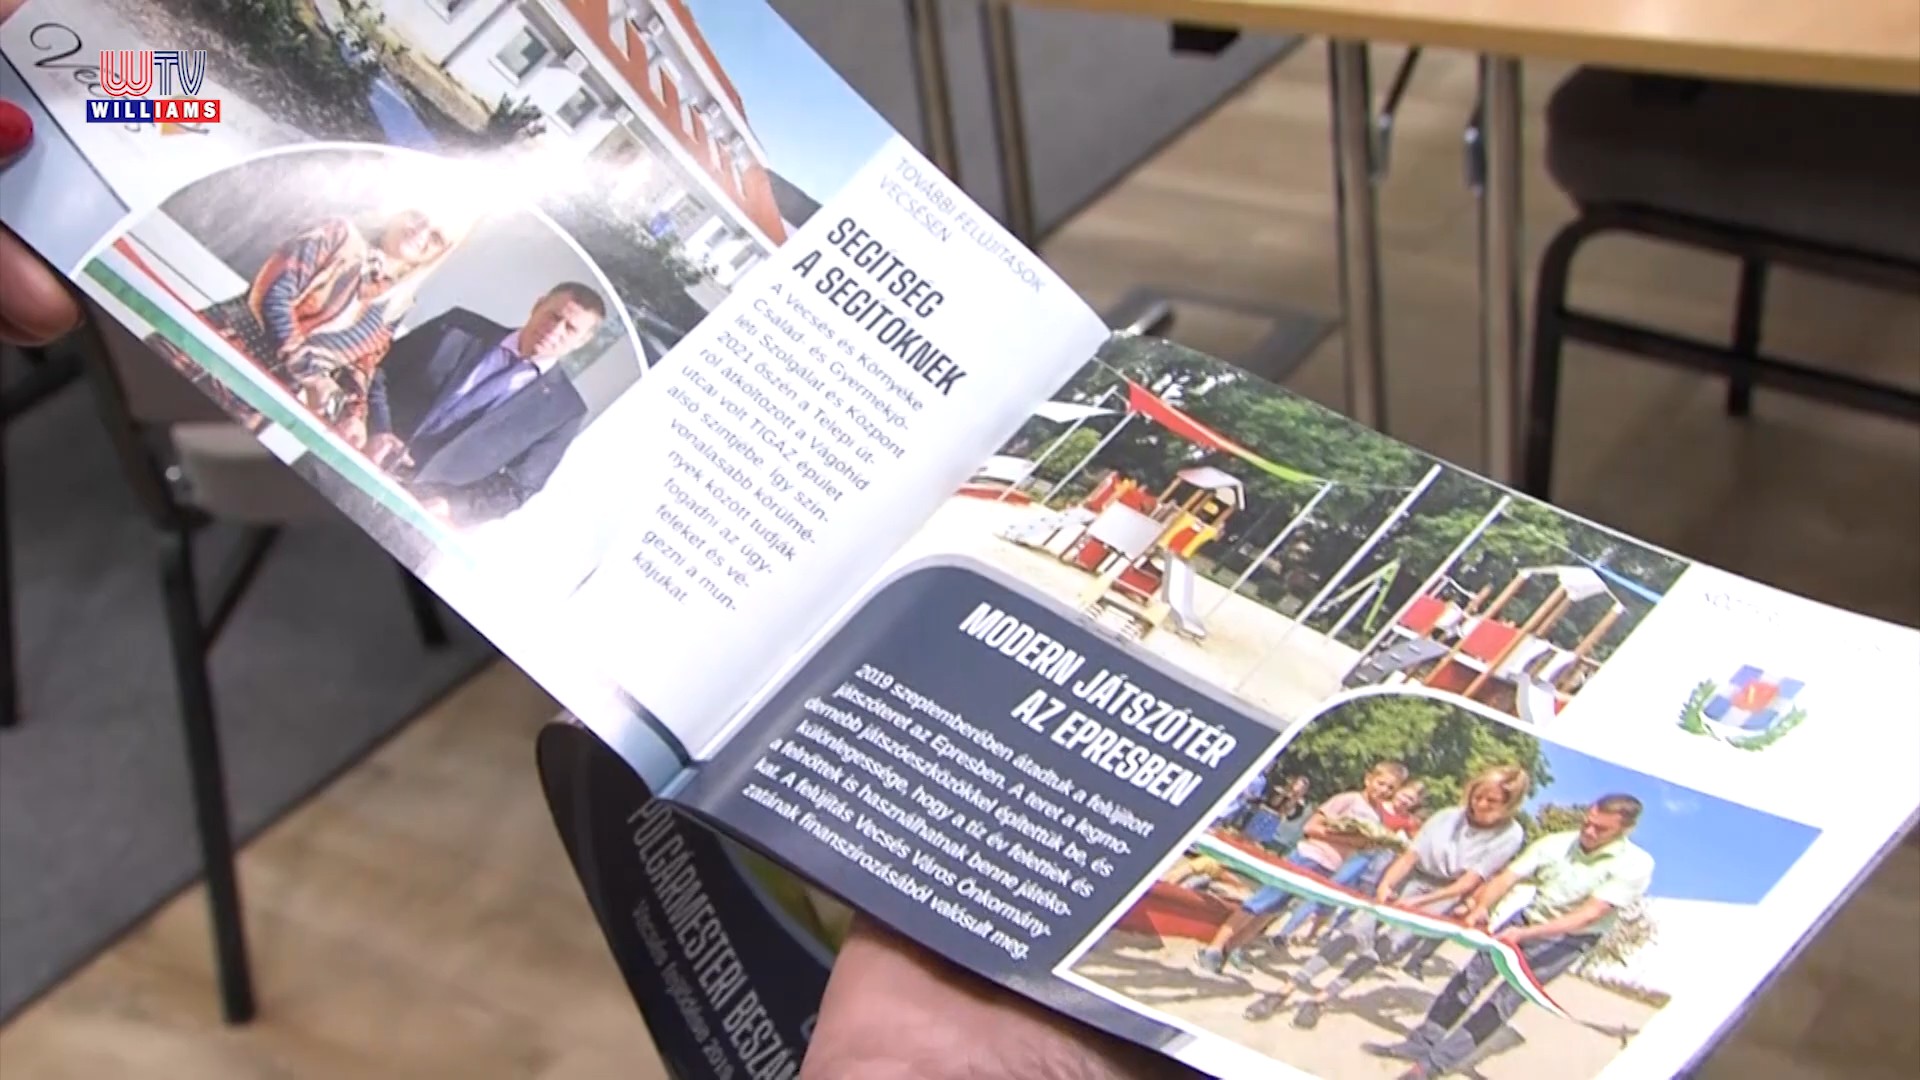 WTV
WILLIAMS
TOVÁBBI FELÚJÍTÁSOK
VECSÉSEN
SEGÍTSÉG
A SEGÍTŐKNEK
A Vecsés és Környéke
Család- és Gyermekjó-
léti Szolgálat és Központ
2021 őszén a Telepi út-
ról átköltözött a Vágóhíd
utcai volt TIGÁZ épület
alsó szintjébe. Így szín-
vonalasabb körülmé-
nyek között tudják
fogadni az ügy-
feleket és vé-
gezni a mun-
kájukat.
MODERN JÁTSZÓTÉR
AZ EPRESBEN
2019 szeptemberében átadtuk a felújított
játszóteret az Epresben. A teret a legmo-
dernebb játszóeszközökkel építettük be, és
különlegessége, hogy a tíz év felettiek és
a felnőttek is használhatnak benne játéko-
kat. A felújítás Vecsés Város Önkormány-
zatának finanszírozásából valósult meg.
POLGÁRMESTERI BESZÁM
Vecsés fejlődése 2019